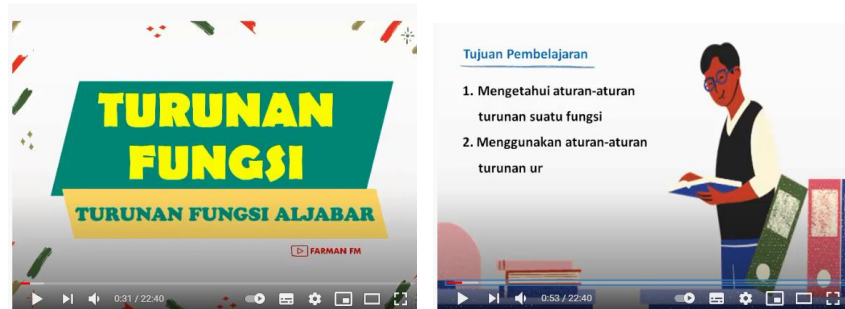 TURUNAN
FUNGSI
TURUNAN FUNGSI ALJABAR
FARMAN FM
0:31 / 22:40
Tujuan Pembelajaran
1. Mengetahui aturan-aturan
turunan suatu fungsi
2. Menggunakan aturan-aturan
turunan ur
0:53 / 22:40